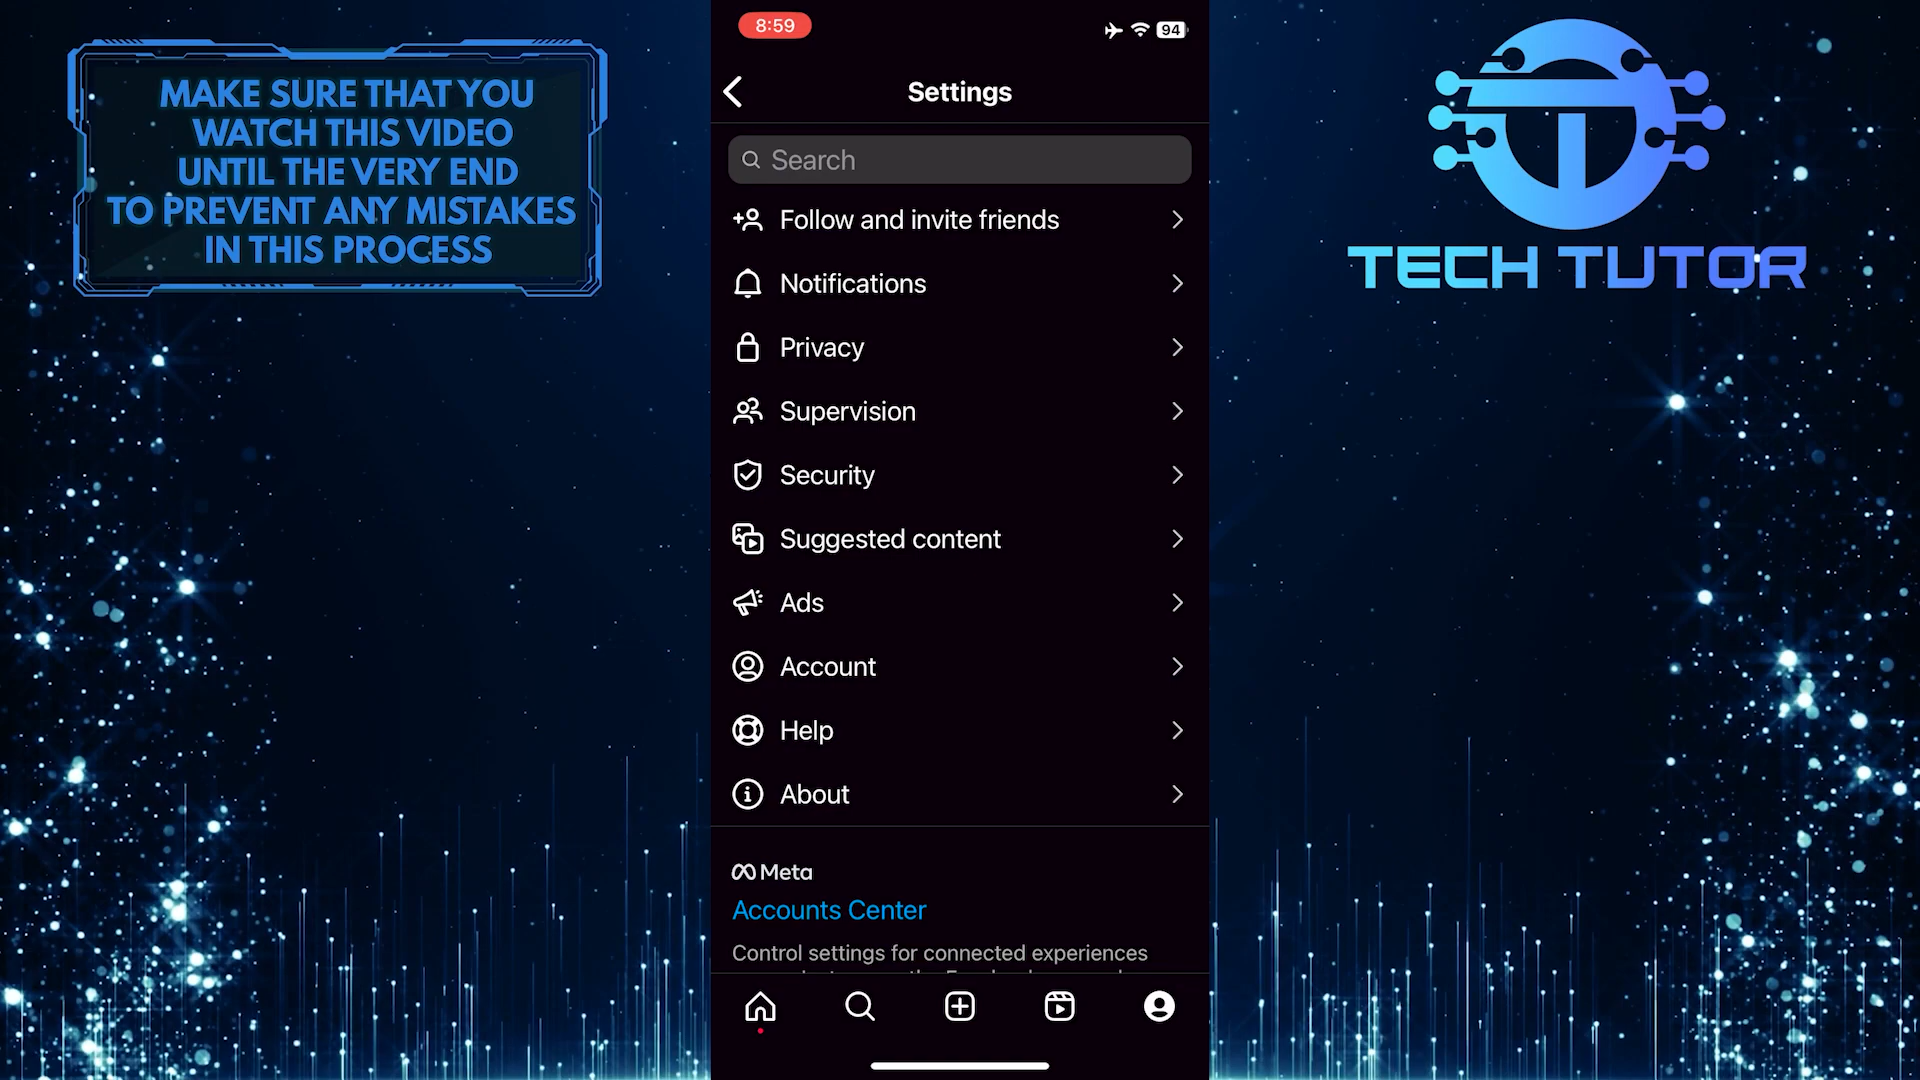 MAKE SURE THAT YOU
WATCH THIS VIDEO
UNTIL THE VERY END
TO PREVENT ANY MISTAKES
IN THIS PROCESS
8:59
94
Settings
Search
Follow and invite friends
Notifications
Privacy
Supervision
Security
Suggested content
Ads
Account
Help
About
Meta
Accounts Center
Control settings for connected experiences
TECH TUTOR